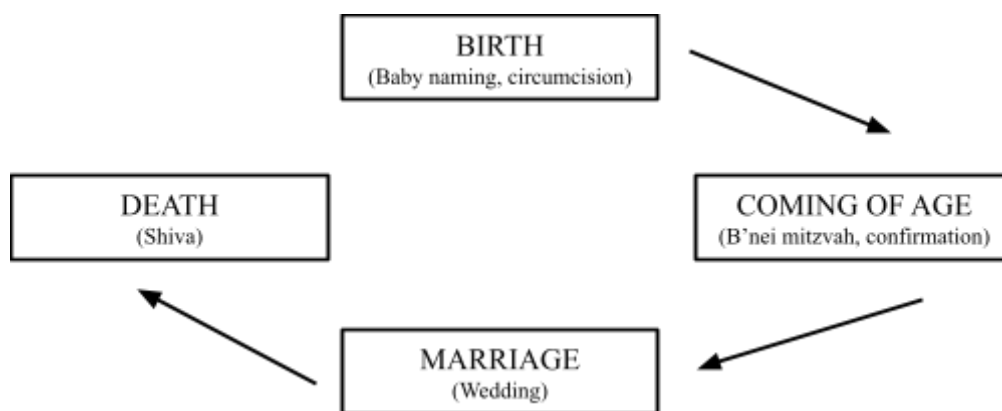 BIRTH
(Baby naming, circumcision)
DEATH
(Shiva)
COMING OF AGE
(B’nei mitzvah, confirmation)
MARRIAGE
(Wedding)